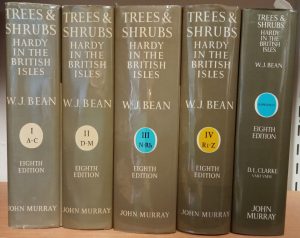 TREES &
SHRUBS
HARDY
IN THE
BRITISH
ISLES
W. J. BEAN
I
A-C
EIGHTH
EDITION
JOHN MURRAY
TREES &
SHRUBS
HARDY
IN THE
BRITISH
ISLES
W. J. BEAN
II
D-M
EIGHTH
EDITION
JOHN MURRAY
TREES &
SHRUBS
HARDY
IN THE
BRITISH
ISLES
W. J. BEAN
III
N-Rh
EIGHTH
EDITION
JOHN MURRAY
TREES &
SHRUBS
HARDY
IN THE
BRITISH
ISLES
W. J. BEAN
IV
Ri-Z
EIGHTH
EDITION
JOHN MURRAY
TREES &
SHRUBS
HARDY
IN THE BRITISH
ISLES
W. J. BEAN
EIGHTH
EDITION
D.L. CLARKE
JOHN
MURRAY